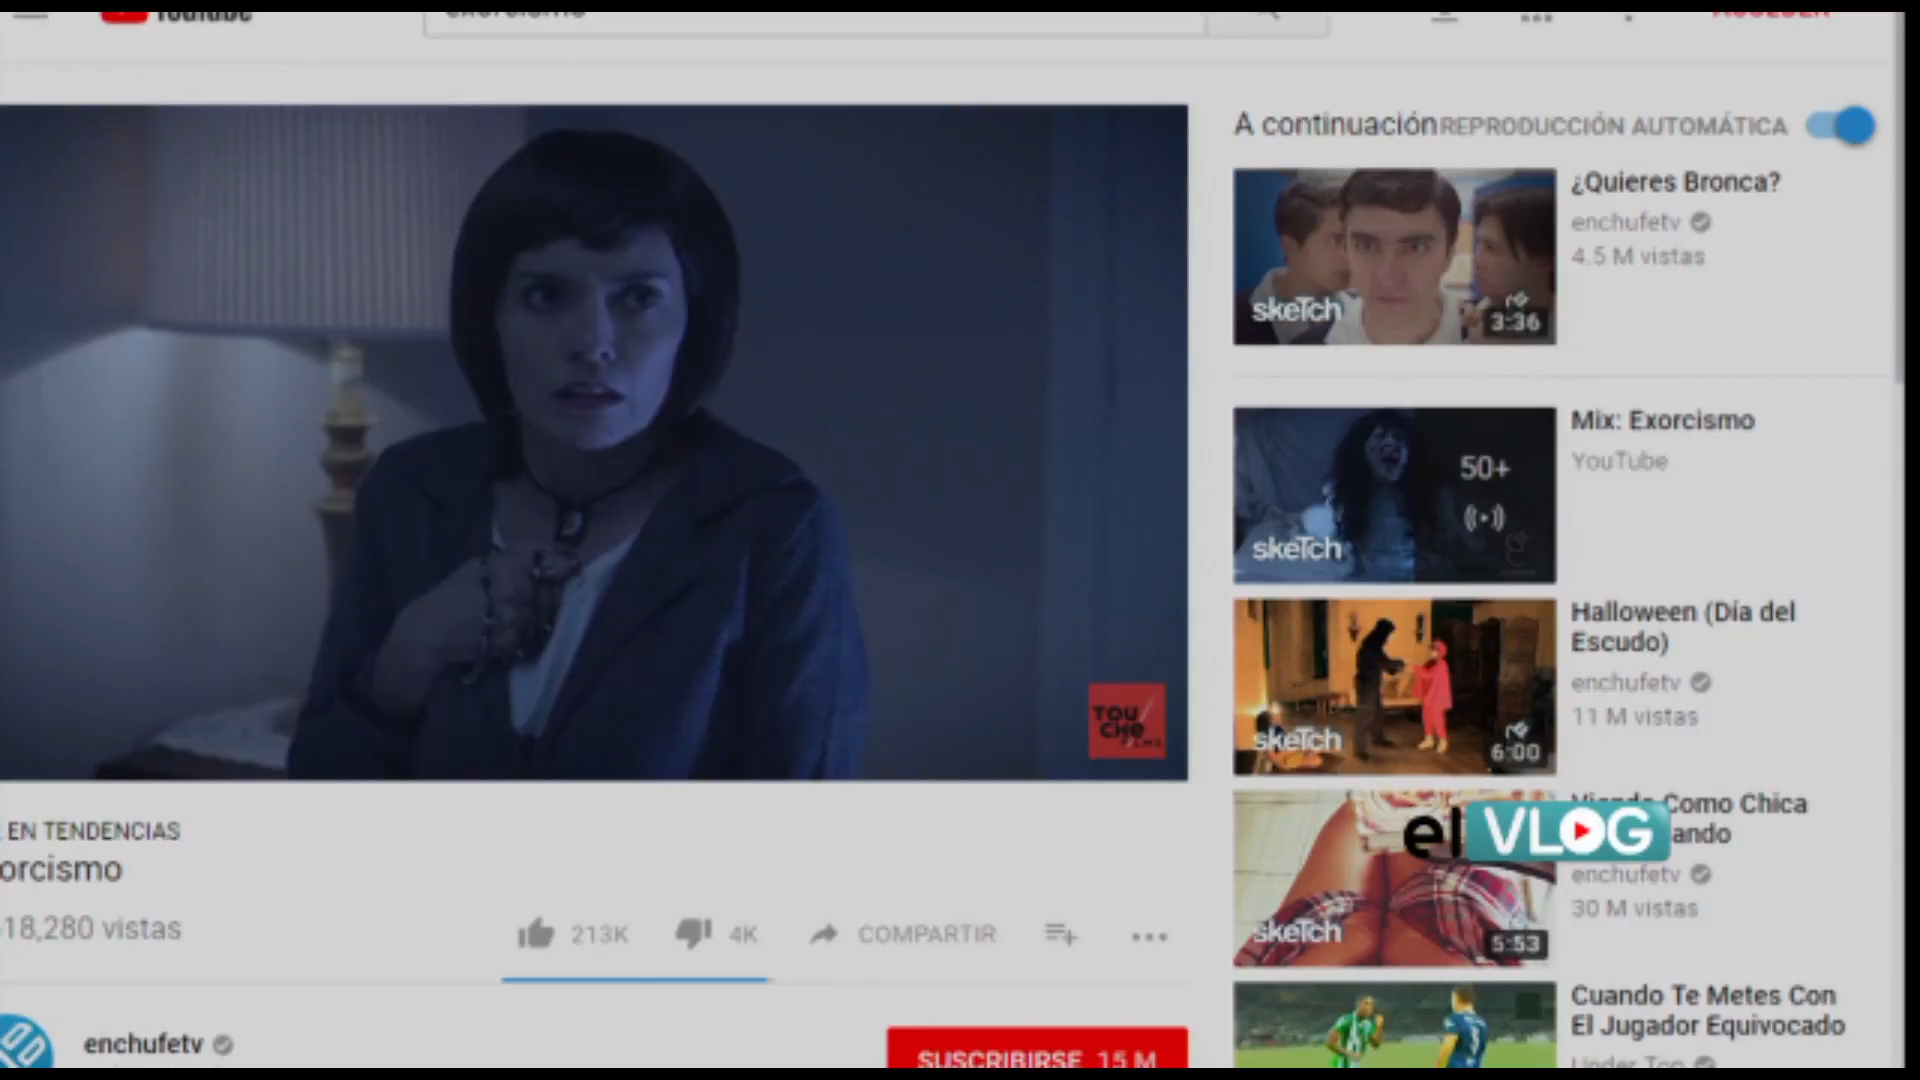 A continuación REPRODUCCIÓN AUTOMÁTICA
¿Quieres Bronca?
enchufetv
4.5 M vistas
skeTch
3:36
Mix: Exorcismo
YouTube
50+
skeTch
Halloween (Día del
Escudo)
enchufetv
11 M vistas
skeTch
6:00
Como Chica
ando
enchufetv
30 M vistas
skeTch
5:53
el VLOG
Cuando Te Metes Con
El Jugador Equivocado
TOU/
CHE
FILMS
EN TENDENCIAS
orcismo
18,280 vistas
213K
4K
COMPARTIR
enchufetv
SUSCRIBIRSE 15 M